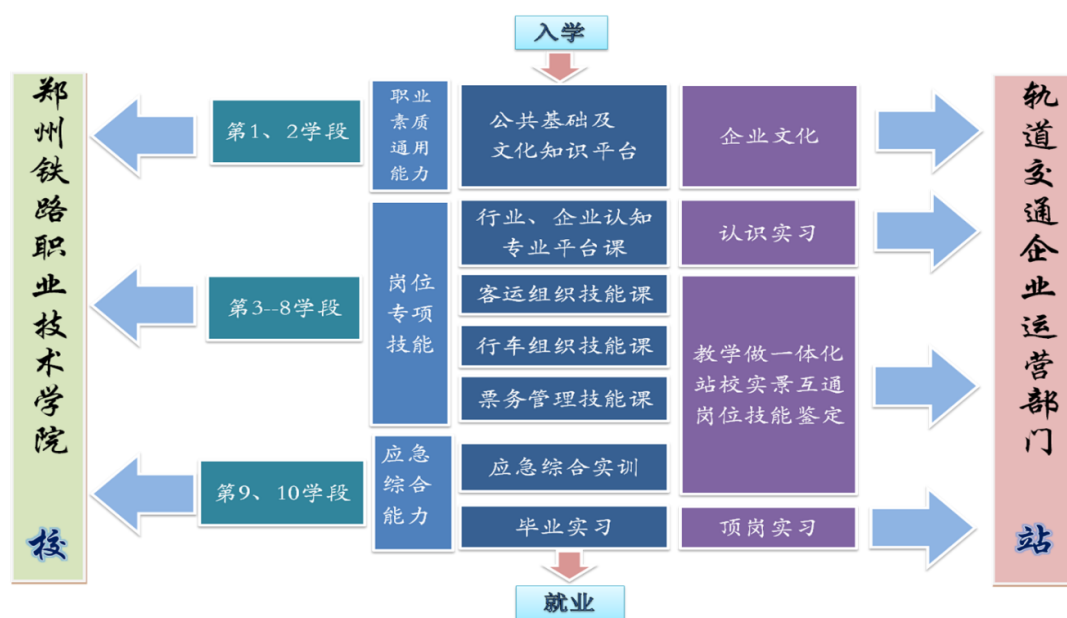 入学
郑州铁路职业技术学院
校
第1、2学段
职业
素质
通用
能力
公共基础及
文化知识平台
企业文化
行业、企业认知
专业平台课
认识实习
第3--8学段
岗位
专项
技能
客运组织技能课
行车组织技能课
票务管理技能课
教学做一体化
站校实景互通
岗位技能鉴定
第9、10学段
应急
综合
能力
应急综合实训
毕业实习
顶岗实习
轨道交通企业运营部门
站
就业